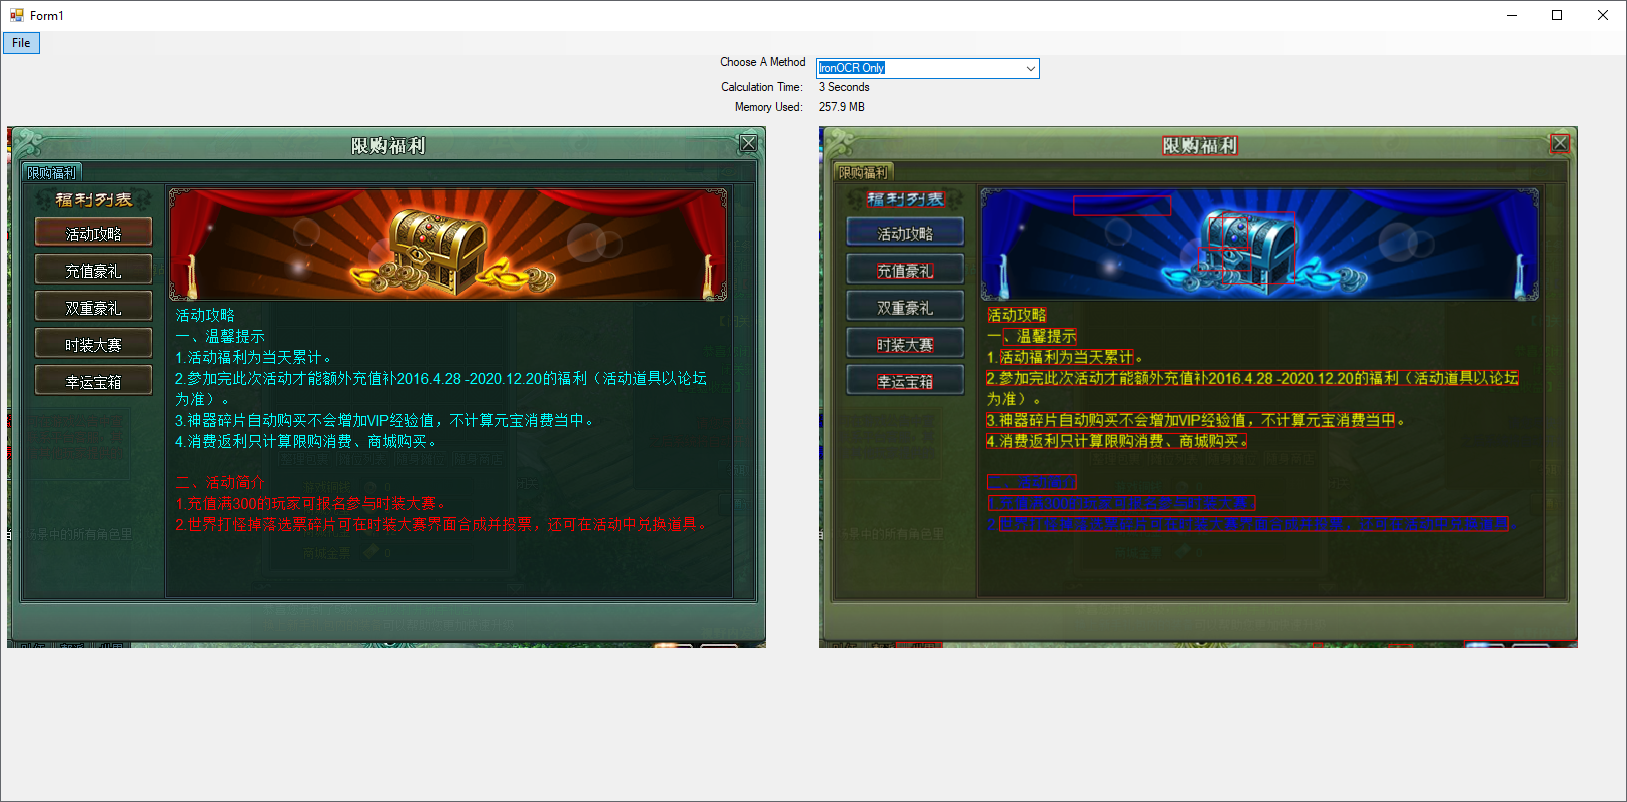 Form1
File
Choose A Method
IronOCR Only
Calculation Time: 3 Seconds
Memory Used: 257.9 MB
限购福利
限购福利
福利列表
活动攻略
充值豪礼
双重豪礼
时装大赛
幸运宝箱
活动攻略
一、温馨提示
1.活动福利为当天累计。
2.参加完此次活动才能额外充值补2016.4.28 -2020.12.20的福利（活动道具以论坛
为准）。
3.神器碎片自动购买不会增加VIP经验值，不计算元宝消费当中。
4.消费返利只计算限购消费、商城购买。
二、活动简介
1.充值满300的玩家可报名参与时装大赛。
2.世界打怪掉落选票碎片可在时装大赛界面合成并投票，还可在活动中兑换道具。
场景中的所有角色里
限购福利
限购福利
福利列表
活动攻略
充值豪礼
双重豪礼
时装大赛
幸运宝箱
活动攻略
一、温馨提示
1.活动福利为当天累计。
2.参加完此次活动才能额外充值补2016.4.28 -2020.12.20的福利（活动道具以论坛
为准）。
3.神器碎片自动购买不会增加VIP经验值，不计算元宝消费当中。
4.消费返利只计算限购消费、商城购买。
二、活动简介
1.充值满300的玩家可报名参与时装大赛。
2.世界打怪掉落选票碎片可在时装大赛界面合成并投票，还可在活动中兑换道具。
场景中的所有角色里